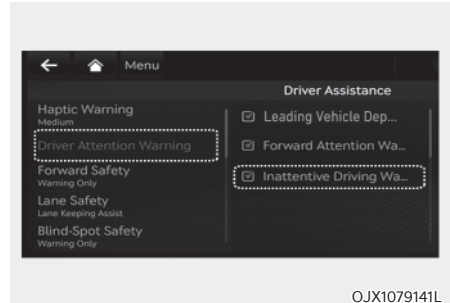 Menu
Driver Assistance
Haptic Warning
Medium
Driver Attention Warning
Forward Safety
Warning Only
Lane Safety
Lane Keeping Assist
Blind-Spot Safety
Warning Only
Leading Vehicle Dep...
Forward Attention Wa...
Inattentive Driving Wa...
OJX1079141L